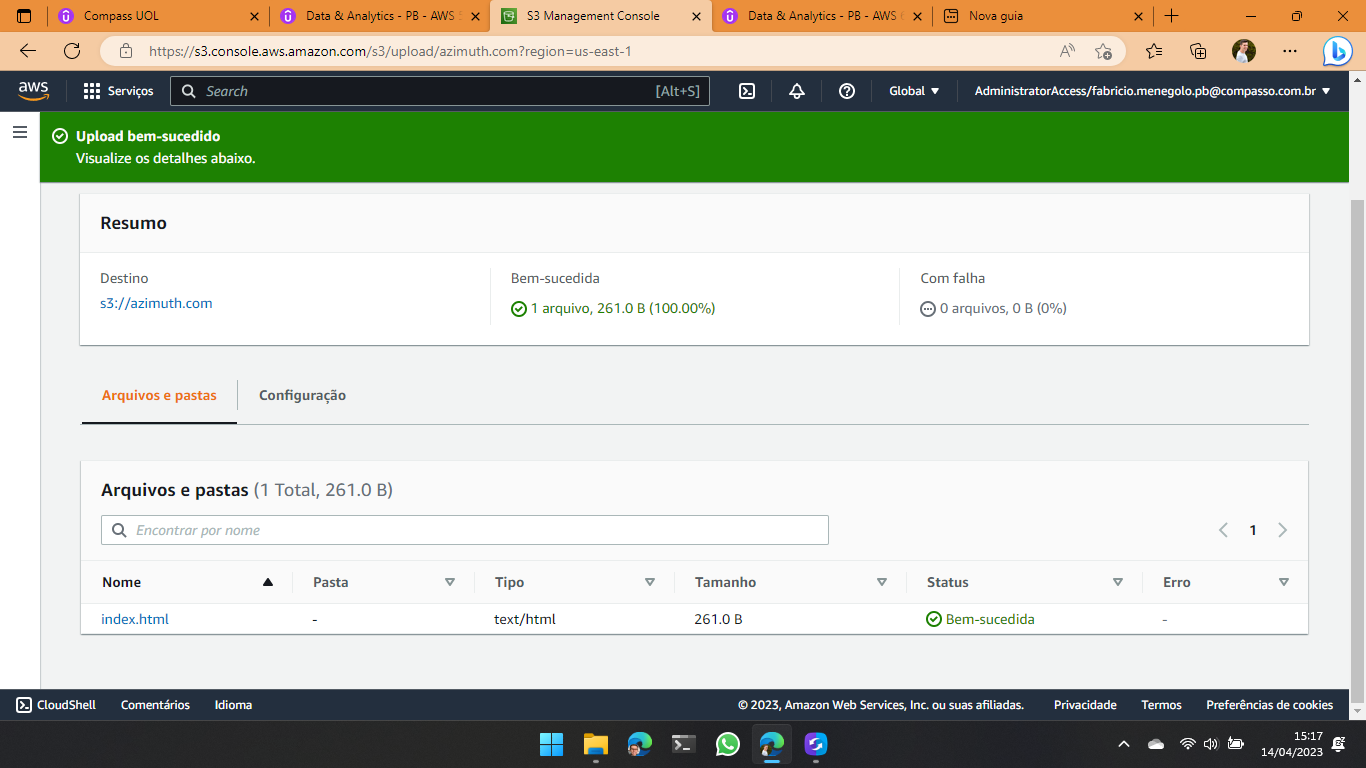 Compass UOL
Data & Analytics - PB - AWS
S3 Management Console
Data & Analytics - PB - AWS
Nova guia
https://s3.console.aws.amazon.com/s3/upload/azimuth.com?region=us-east-1
aws
Serviços
Search
[Alt+S]
Global
AdministratorAccess/fabricio.menegolo.pb@compasso.com.br
Upload bem-sucedido
Visualize os detalhes abaixo.
Resumo
Destino
s3://azimuth.com
Bem-sucedida
1 arquivo, 261.0 B (100.00%)
Com falha
0 arquivos, 0 B (0%)
Arquivos e pastas
Configuração
Arquivos e pastas (1 Total, 261.0 B)
Encontrar por nome
1
Nome Pasta Tipo Tamanho Status Erro
index.html - text/html 261.0 B Bem-sucedida -
CloudShell Comentários Idioma © 2023, Amazon Web Services, Inc. ou suas afiliadas. Privacidade Termos Preferências de cookies
15:17
14/04/2023